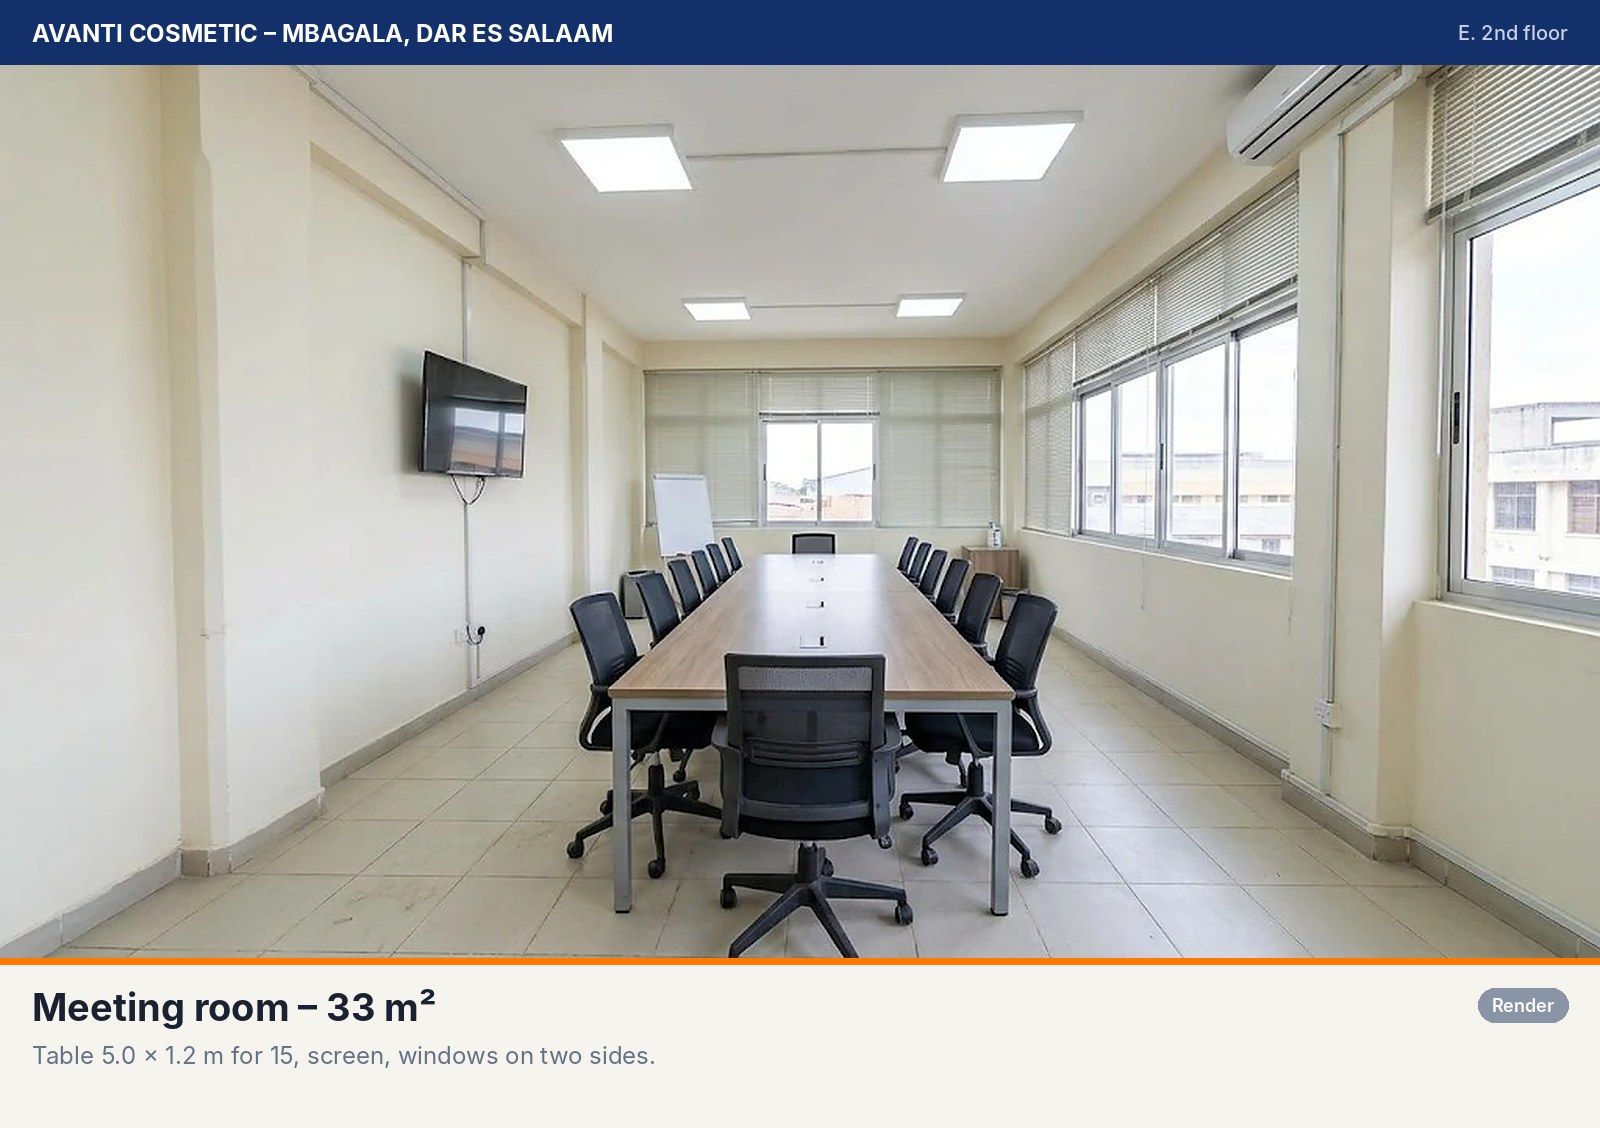 AVANTI COSMETIC – MBAGALA, DAR ES SALAAM
E. 2nd floor
Meeting room – 33 m²
Render
Table 5.0 × 1.2 m for 15, screen, windows on two sides.